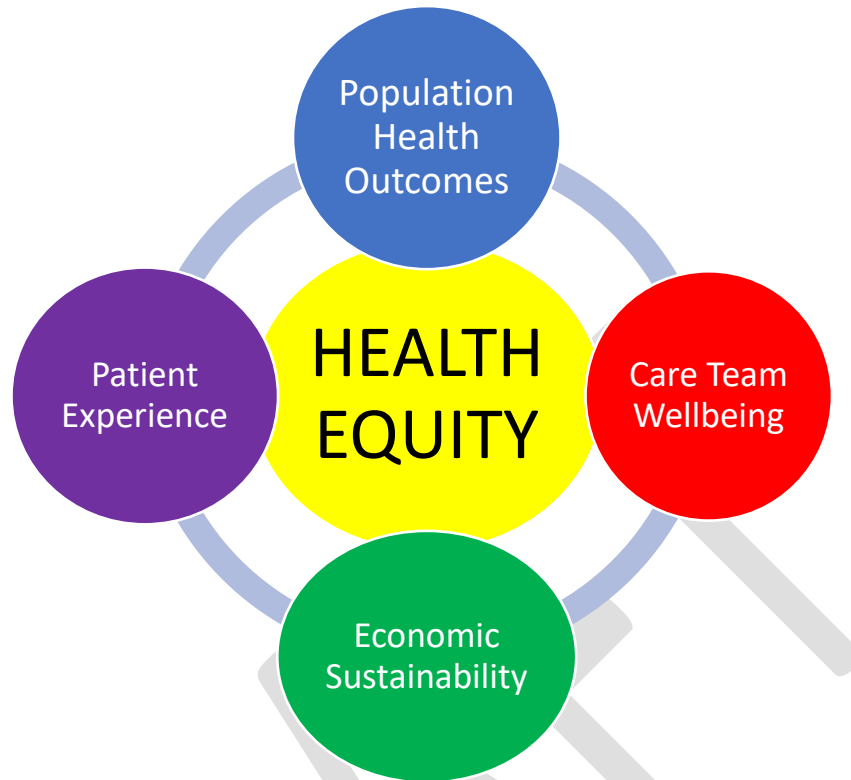 Population
Health
Outcomes
Patient
Experience
HEALTH
EQUITY
Care Team
Wellbeing
Economic
Sustainability